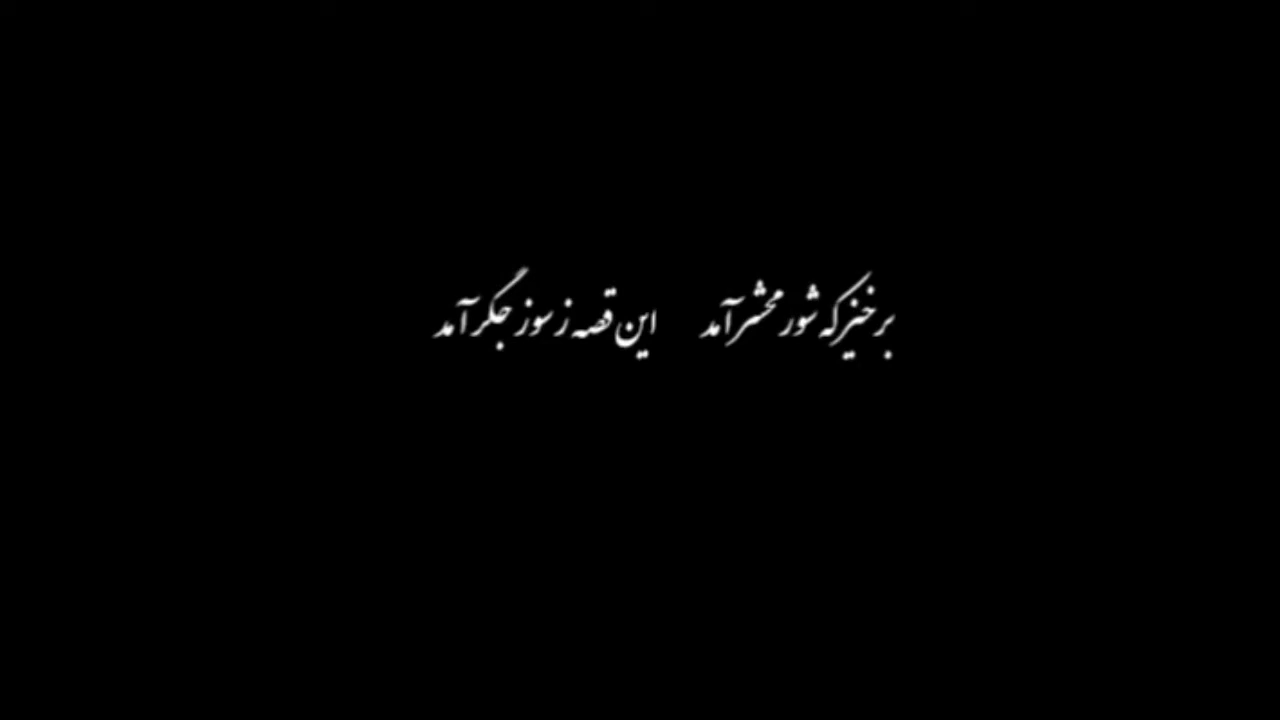 برخیز که شور محشر آمد    این قصه ز سوز جگر آمد